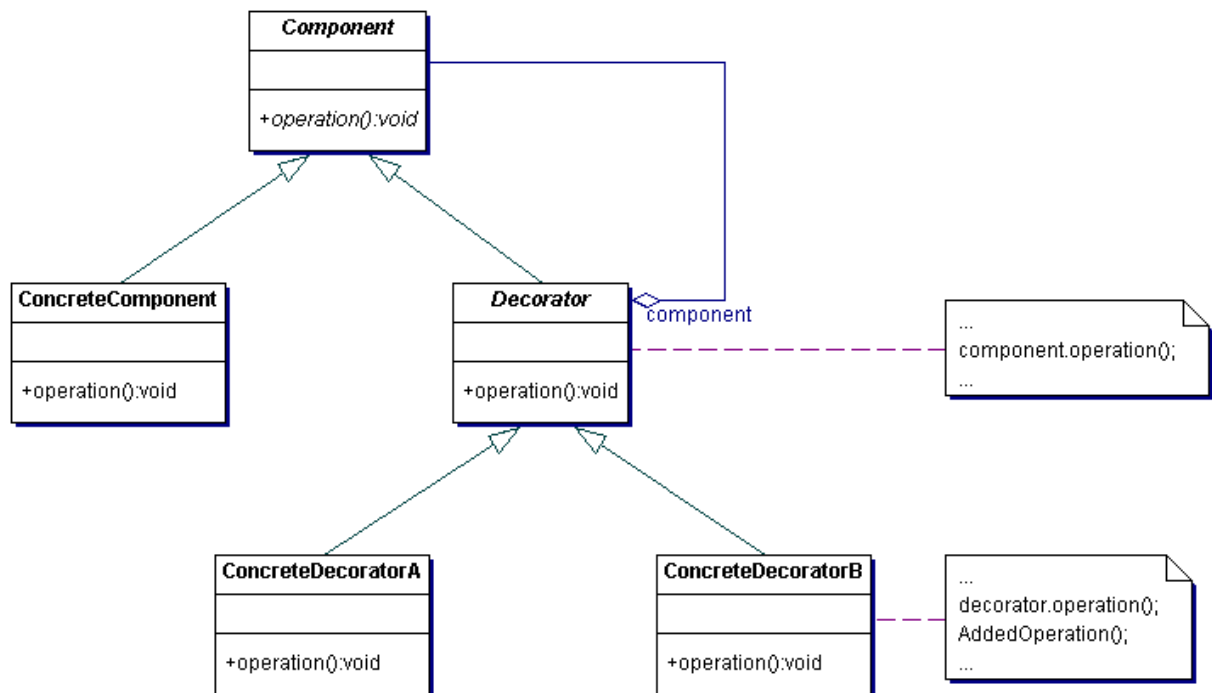 Component
+operation():void
ConcreteComponent
+operation():void
Decorator
+operation():void
component
...
component.operation();
...
ConcreteDecoratorA
+operation():void
ConcreteDecoratorB
+operation():void
...
decorator.operation();
AddedOperation();
...